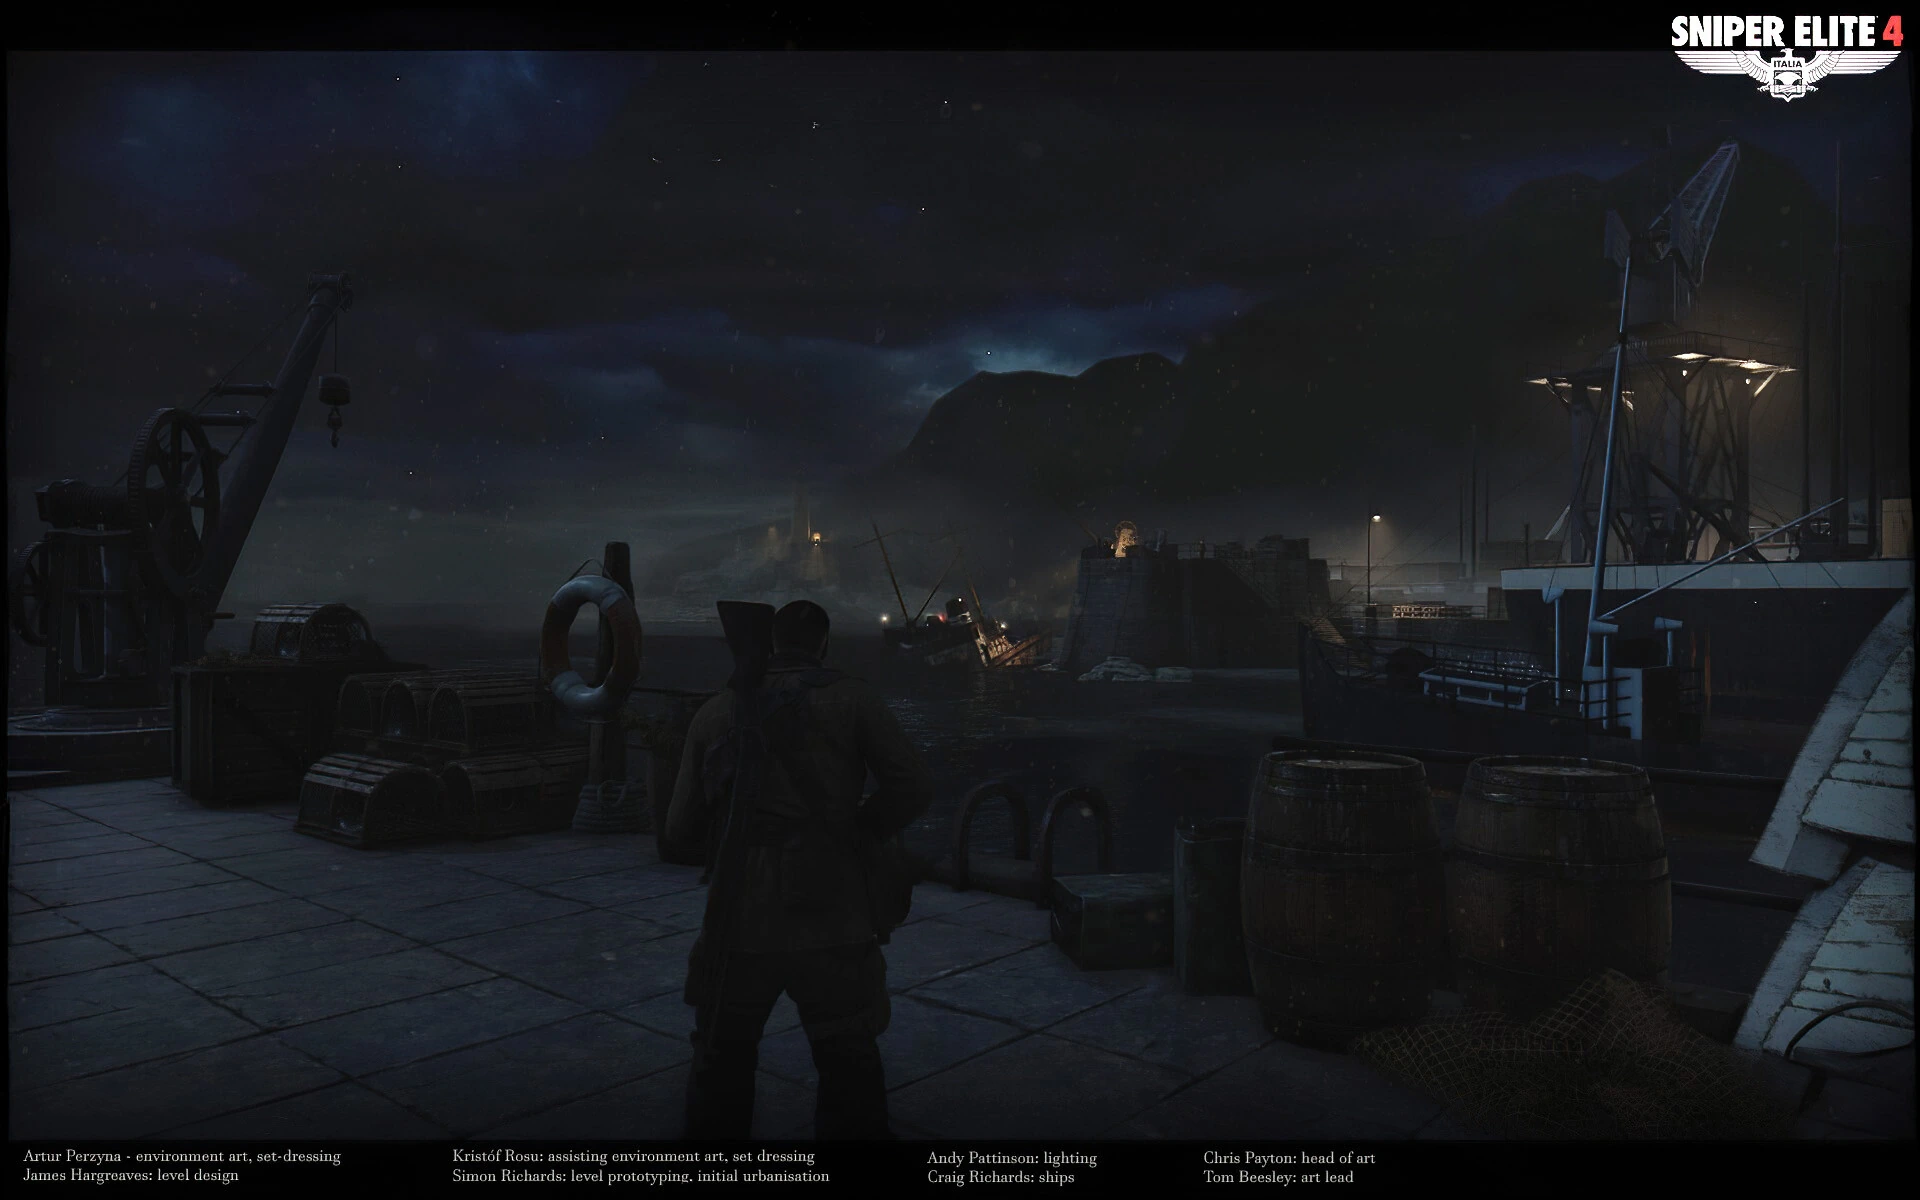 SNIPER ELITE 4
ITALIA
Artur Perzyna - environment art, set-dressing
James Hargreaves: level design
Kristóf Rosu: assisting environment art, set dressing
Simon Richards: level prototyping. initial urbanisation
Andy Pattinson: lighting
Craig Richards: ships
Chris Payton: head of art
Tom Beesley: art lead